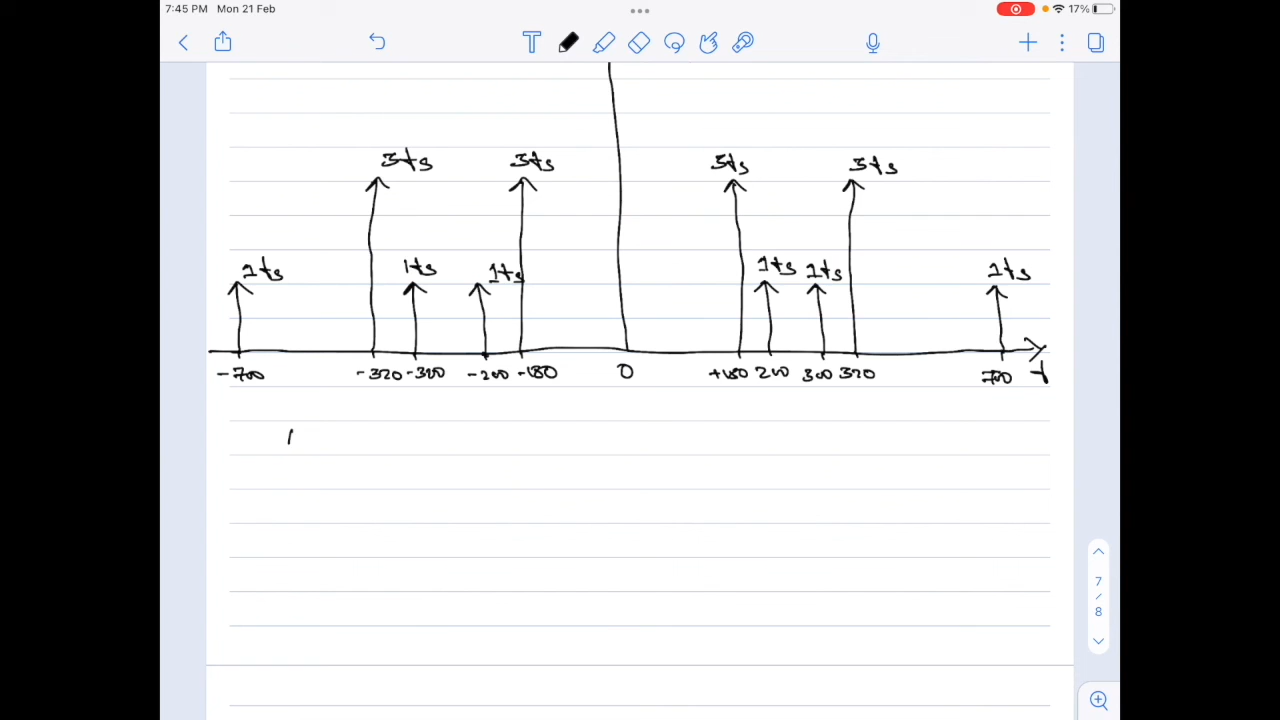 7:45 PM Mon 21 Feb 17%
3fs 3fs 3fs 3fs
1fs 1fs 1fs 1fs 1fs 1fs
-700 -320 -300 -200 -180 0 +180 200 300 320 700 f
7
/
8